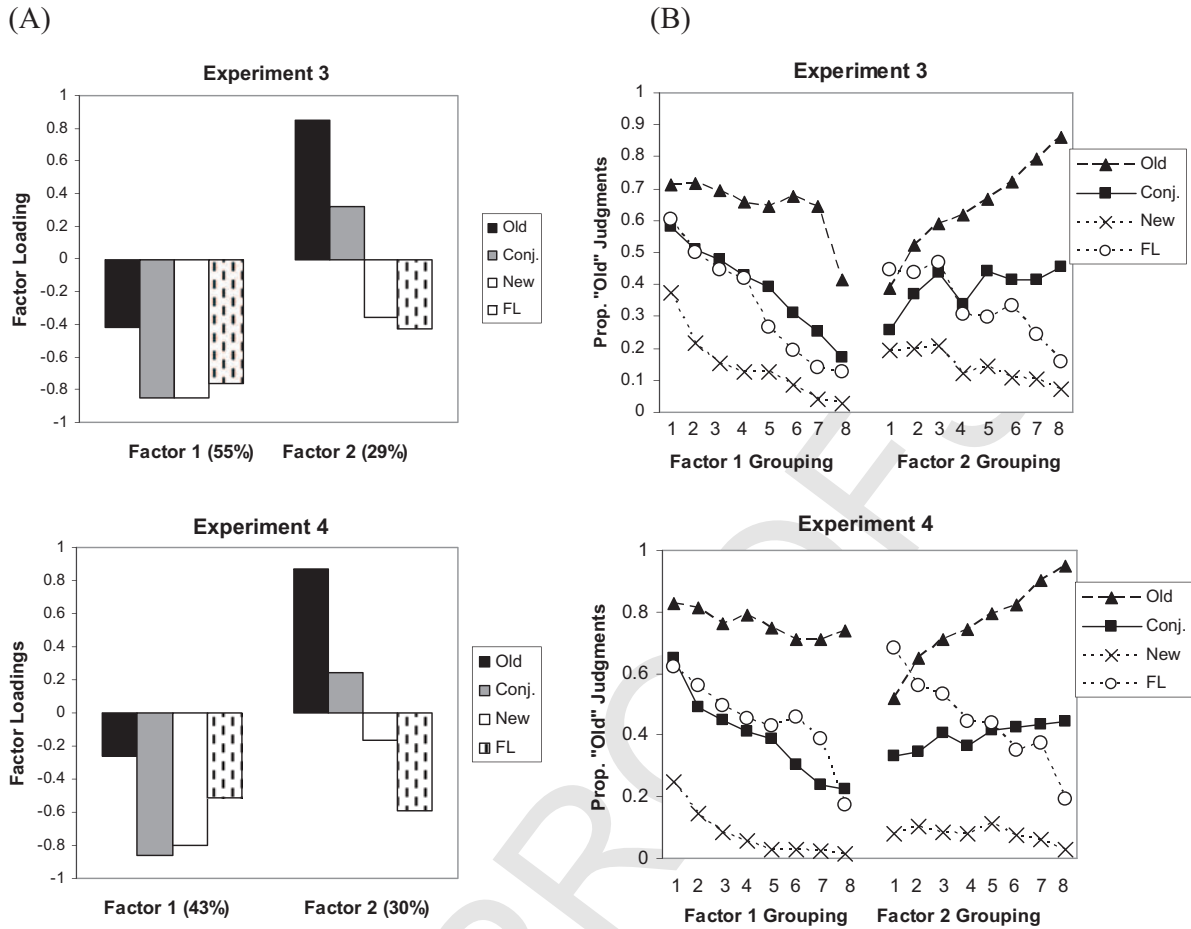 (A)
(B)
Experiment 3
1
0.8
0.6
0.4
0.2
0
-0.2
-0.4
-0.6
-0.8
-1
Factor Loading
Old
Conj.
New
FL
Factor 1 (55%)
Factor 2 (29%)
Experiment 3
1
0.9
0.8
0.7
0.6
0.5
0.4
0.3
0.2
0.1
0
Prop. "Old" Judgments
Old
Conj.
New
FL
1 2 3 4 5 6 7 8
1 2 3 4 5 6 7 8
Factor 1 Grouping
Factor 2 Grouping
Experiment 4
1
0.8
0.6
0.4
0.2
0
-0.2
-0.4
-0.6
-0.8
-1
Factor Loadings
Old
Conj.
New
FL
Factor 1 (43%)
Factor 2 (30%)
Experiment 4
1
0.8
0.6
0.4
0.2
0
Prop. "Old" Judgments
Old
Conj.
New
FL
1 2 3 4 5 6 7 8
1 2 3 4 5 6 7 8
Factor 1 Grouping
Factor 2 Grouping
PROOFS